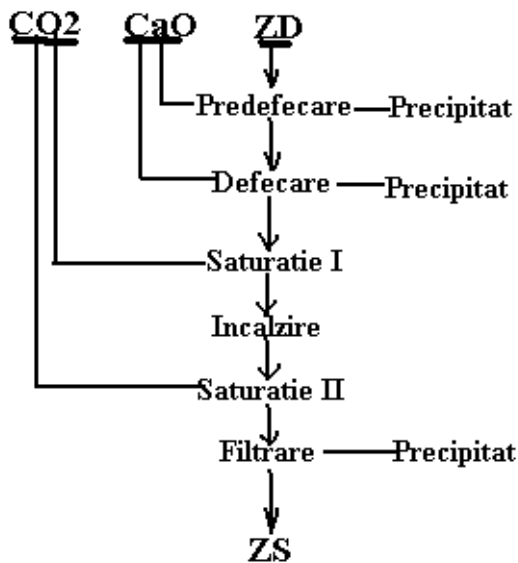 CO2 CaO ZD
Predefecare Precipitat
Defecare Precipitat
Saturatie I
Incalzire
Saturatie II
Filtrare Precipitat
ZS